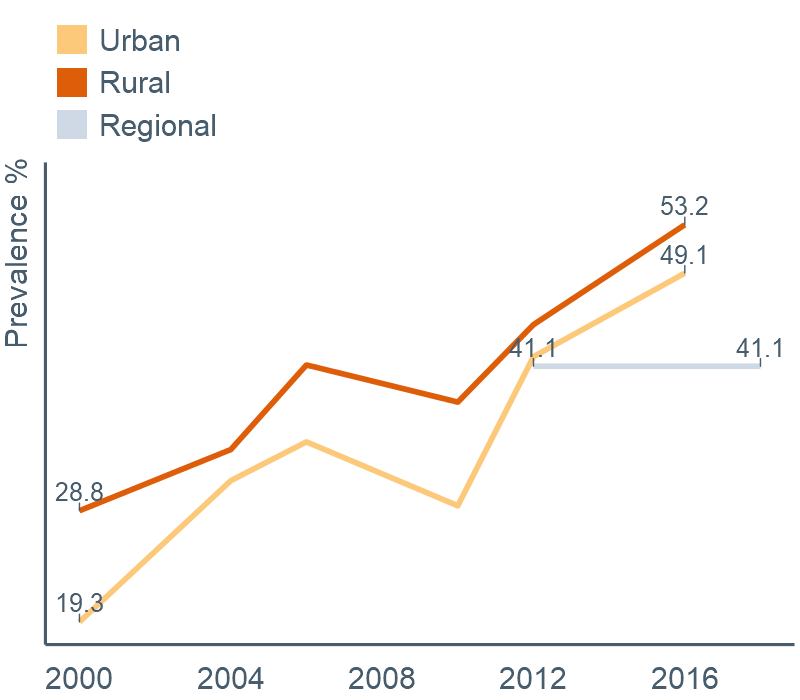 Urban
Rural
Regional
Prevalence %
53.2
49.1
41.1
41.1
28.8
19.3
2000
2004
2008
2012
2016